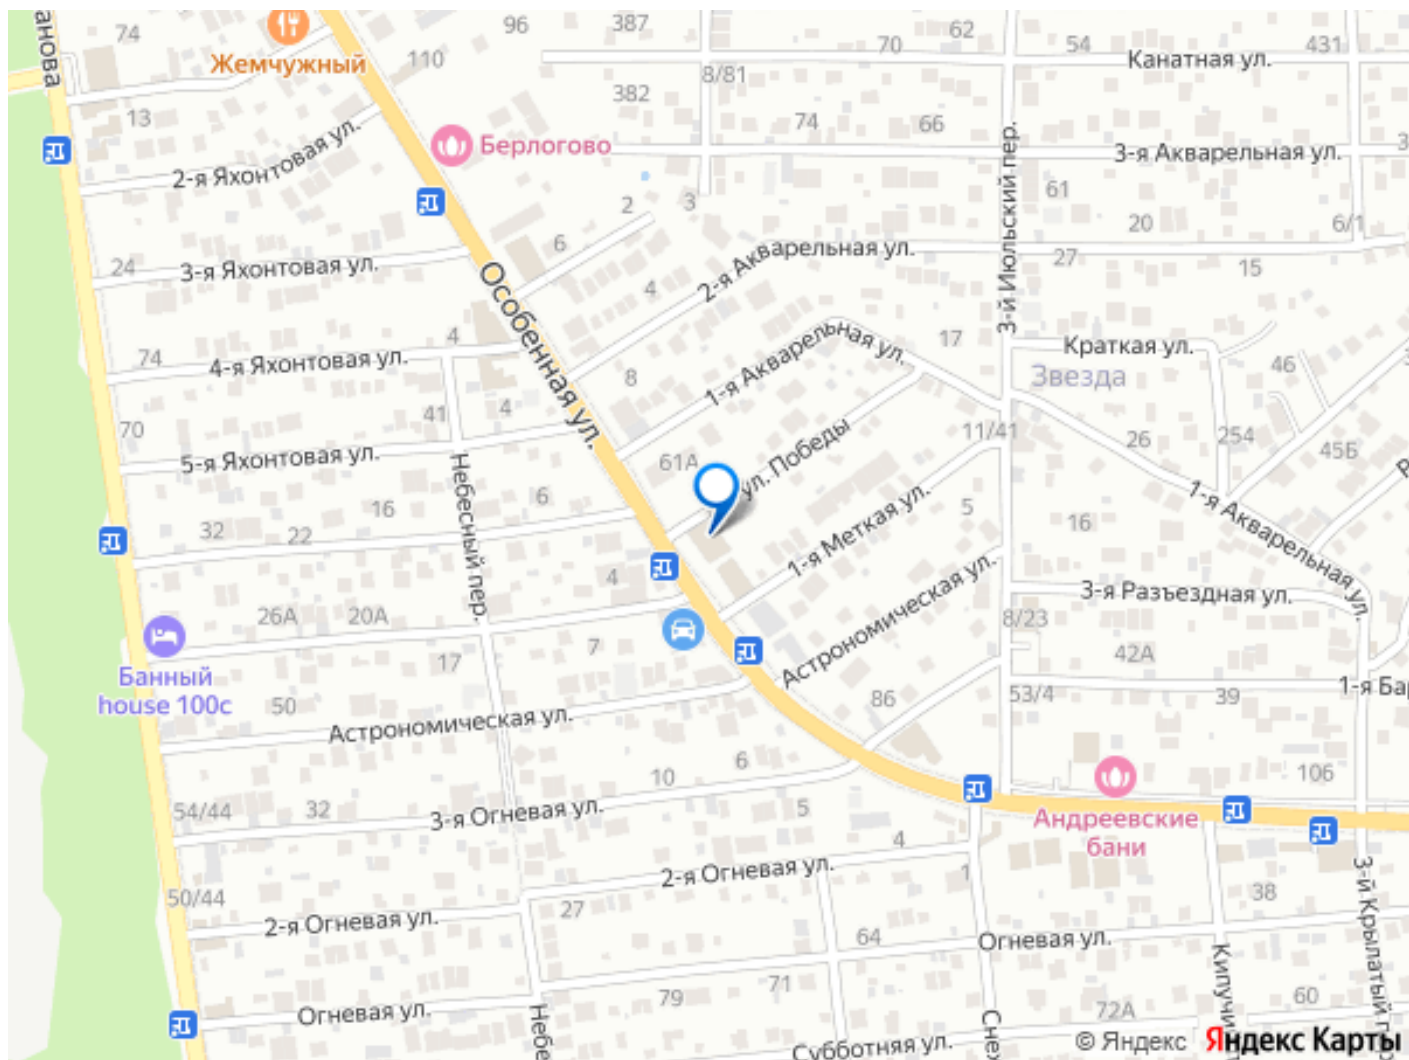 анова
74
Жемчужный
110
96
387
70
62
54
431
Канатная ул.
8/81
13
382
74
66
2-я Яхонтовая ул.
Берлогово
3-я Акварельная ул.
3
3-й Июльский пер.
61
2
3
20
6/1
6
24
3-я Яхонтовая ул.
Особенная ул.
4
2-я Акварельная ул.
27
15
74
4
4-я Яхонтовая ул.
1-я Акварельная ул.
17
Краткая ул.
Звезда
46
8
41
4
70
5-я Яхонтовая ул.
61А
ул. Победы
11/41
26
254
45Б
Небесный пер.
16
6
32
22
1-я Меткая ул.
5
16
1-я Акварельная ул.
4
26А
20А
Астрономическая ул.
3-я Разъездная ул.
8/23
Банный
house 100с
17
7
42А
50
86
53/4
39
1-я Бар
Астрономическая ул.
10
6
106
54/44
32
3-я Огневая ул.
5
Андреевские
бани
4
2-я Огневая ул.
1
50/44
3-й Крылатый п
2-я Огневая ул.
27
38
64
Огневая ул.
Кипучи
71
79
72А
60
Огневая ул.
Небе
Снеж
Субботняя ул.
© Яндекс Яндекс Карты